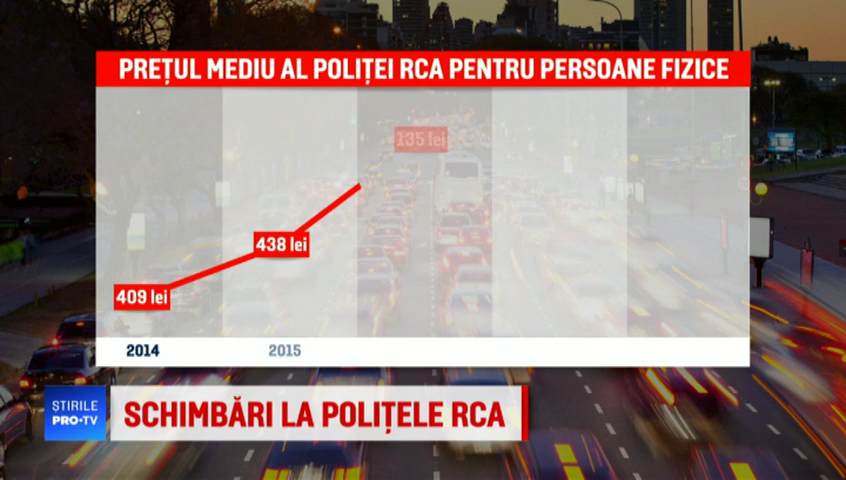 PREȚUL MEDIU AL POLIȚEI RCA PENTRU PERSOANE FIZICE
135 lei
438 lei
409 lei
2014 2015
ȘTIRILE
PRO•TV
SCHIMBĂRI LA POLIȚELE RCA